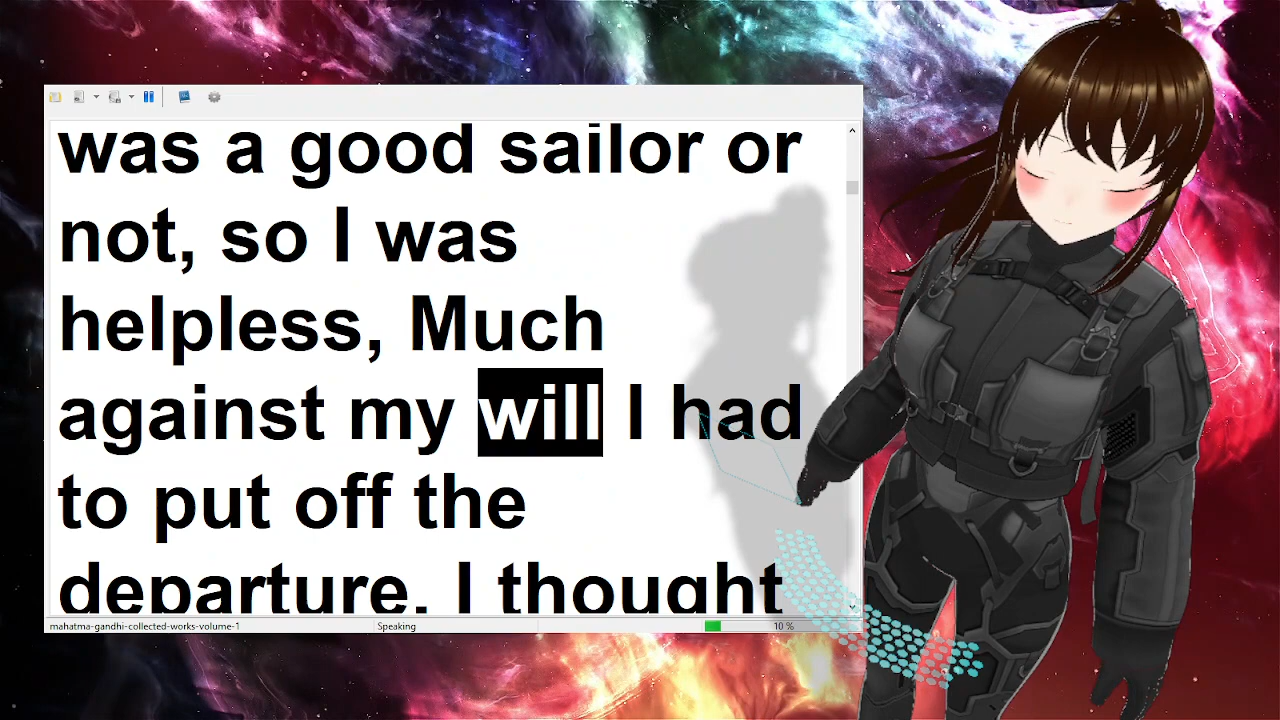 was a good sailor or
not, so I was
helpless, Much
against my will I had
to put off the
departure. I thought
mahatma-gandhi-collected-works-volume-1 Speaking 10 %